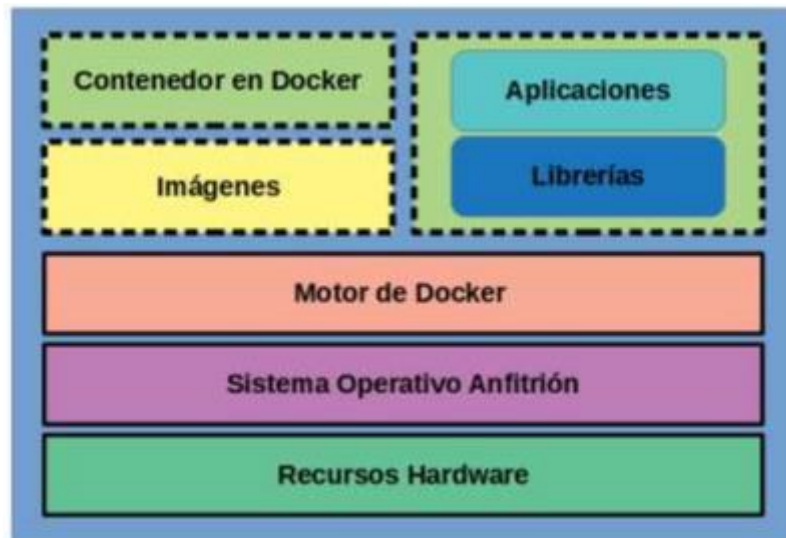 Contenedor en Docker
Imágenes
Aplicaciones
Librerías
Motor de Docker
Sistema Operativo Anfitrión
Recursos Hardware